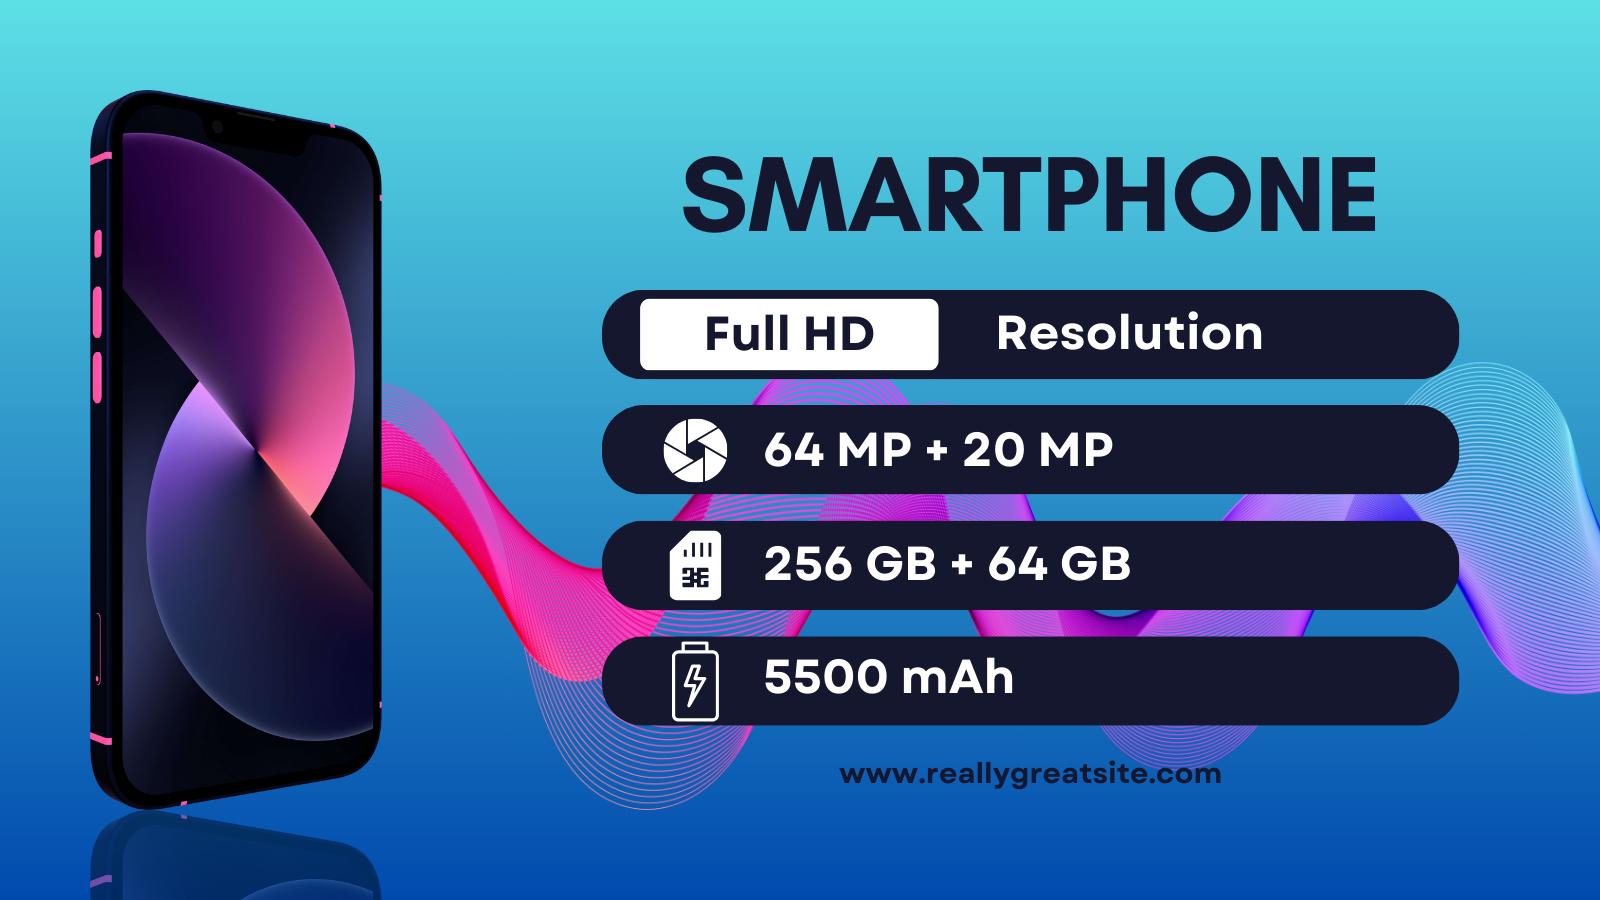 SMARTPHONE
Full HD Resolution
64 MP + 20 MP
256 GB + 64 GB
5500 mAh
www.reallygreatsite.com